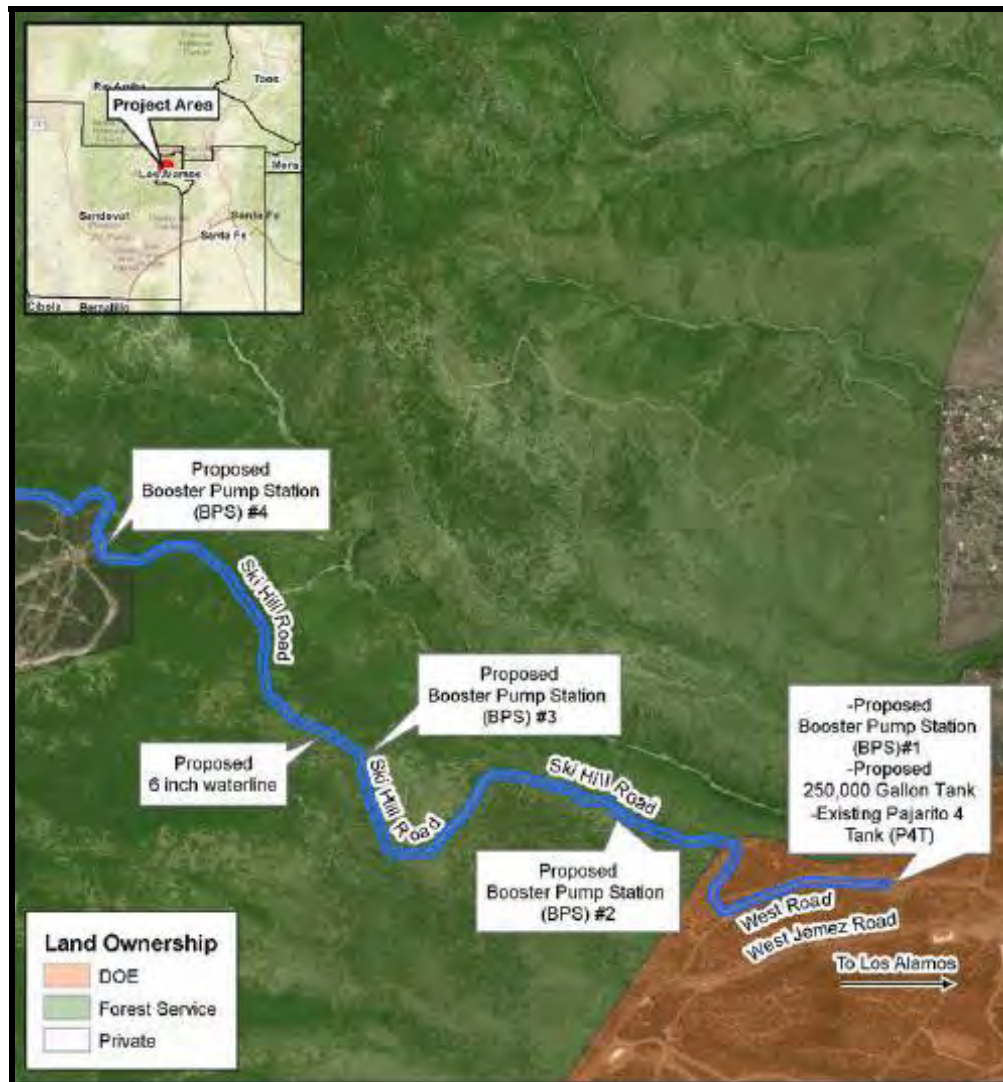 Taos
Project Area
Mora
Los Alamos
Sandoval
Santa Fe
Santa Fe
Cibola
Bernalillo
Proposed
Booster Pump Station
(BPS) #4
Ski Hill Road
Proposed
Booster Pump Station
(BPS) #3
-Proposed
Booster Pump Station
(BPS)#1
-Proposed
250,000 Gallon Tank
-Existing Pajarito 4
Tank (P4T)
Proposed
6 inch waterline
Ski Hill Road
Ski Hill Road
Proposed
Booster Pump Station
(BPS) #2
West Road
West Jemez Road
To Los Alamos
Land Ownership
DOE
Forest Service
Private